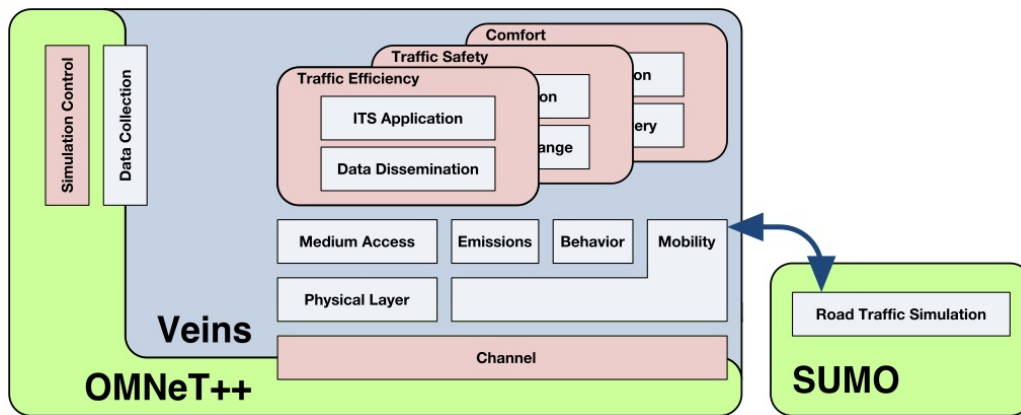 Simulation Control
Data Collection
Comfort
Traffic Safety
Traffic Efficiency
ITS Application
Data Dissemination
on
ange
on
ery
Medium Access
Emissions
Behavior
Mobility
Physical Layer
Channel
Veins
OMNeT++
Road Traffic Simulation
SUMO